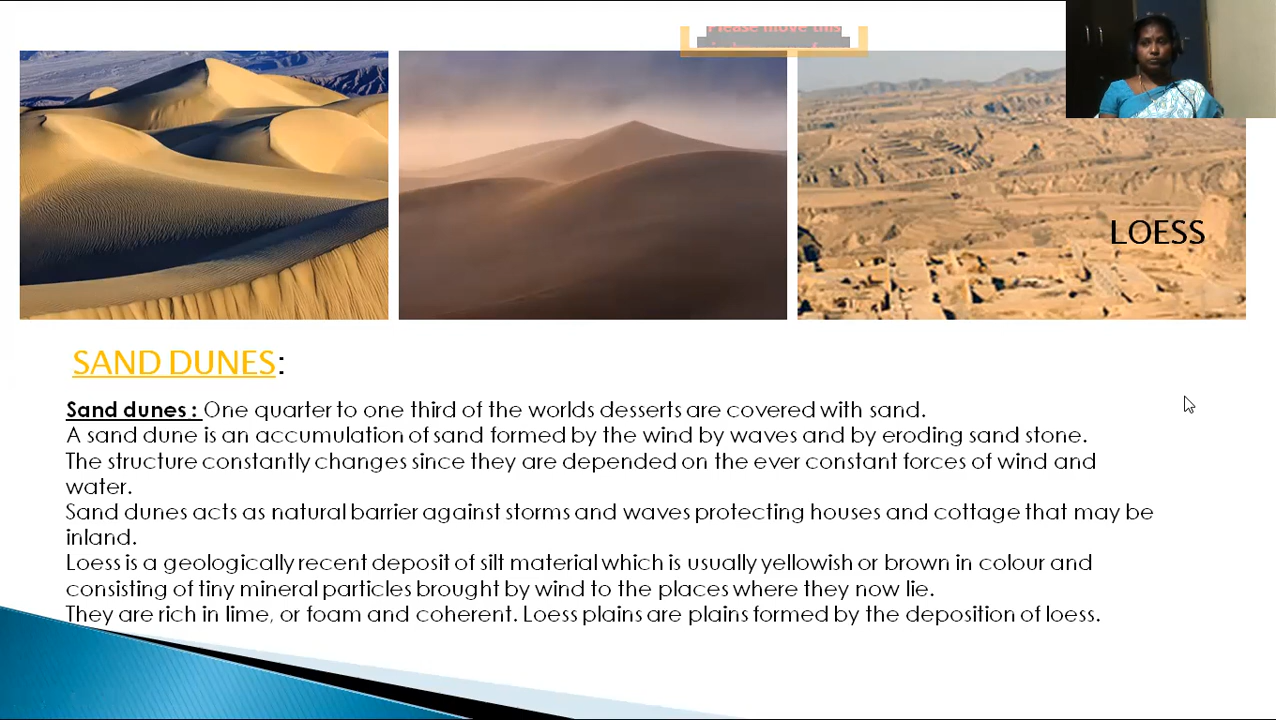 Please move this
LOESS
SAND DUNES:
Sand dunes : One quarter to one third of the worlds desserts are covered with sand.
A sand dune is an accumulation of sand formed by the wind by waves and by eroding sand stone.
The structure constantly changes since they are depended on the ever constant forces of wind and
water.
Sand dunes acts as natural barrier against storms and waves protecting houses and cottage that may be
inland.
Loess is a geologically recent deposit of silt material which is usually yellowish or brown in colour and
consisting of tiny mineral particles brought by wind to the places where they now lie.
They are rich in lime, or foam and coherent. Loess plains are plains formed by the deposition of loess.